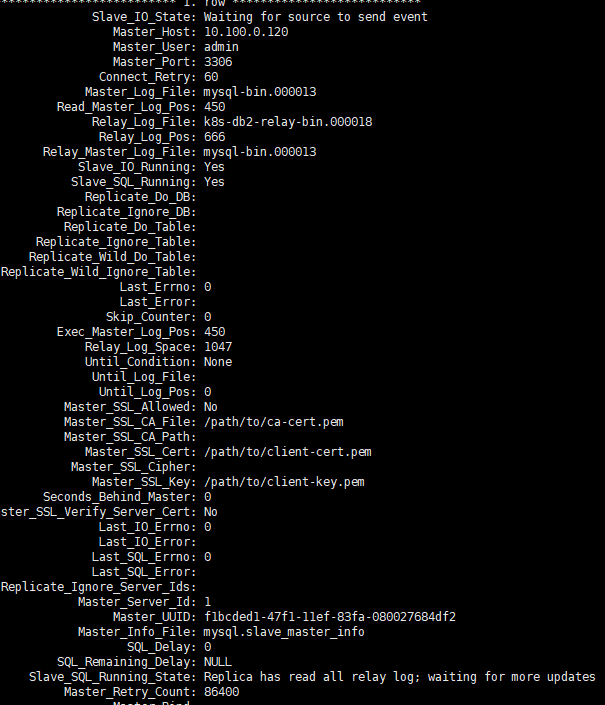 *************************** 1. row ***************************
Slave_IO_State: Waiting for source to send event
Master_Host: 10.100.0.120
Master_User: admin
Master_Port: 3306
Connect_Retry: 60
Master_Log_File: mysql-bin.000013
Read_Master_Log_Pos: 450
Relay_Log_File: k8s-db2-relay-bin.000018
Relay_Log_Pos: 666
Relay_Master_Log_File: mysql-bin.000013
Slave_IO_Running: Yes
Slave_SQL_Running: Yes
Replicate_Do_DB:
Replicate_Ignore_DB:
Replicate_Do_Table:
Replicate_Ignore_Table:
Replicate_Wild_Do_Table:
Replicate_Wild_Ignore_Table:
Last_Errno: 0
Last_Error:
Skip_Counter: 0
Exec_Master_Log_Pos: 450
Relay_Log_Space: 1047
Until_Condition: None
Until_Log_File:
Until_Log_Pos: 0
Master_SSL_Allowed: No
Master_SSL_CA_File: /path/to/ca-cert.pem
Master_SSL_CA_Path:
Master_SSL_Cert: /path/to/client-cert.pem
Master_SSL_Cipher:
Master_SSL_Key: /path/to/client-key.pem
Seconds_Behind_Master: 0
ster_SSL_Verify_Server_Cert: No
Last_IO_Errno: 0
Last_IO_Error:
Last_SQL_Errno: 0
Last_SQL_Error:
Replicate_Ignore_Server_Ids:
Master_Server_Id: 1
Master_UUID: f1bcded1-47f1-11ef-83fa-080027684df2
Master_Info_File: mysql.slave_master_info
SQL_Delay: 0
SQL_Remaining_Delay: NULL
Slave_SQL_Running_State: Replica has read all relay log; waiting for more updates
Master_Retry_Count: 86400
Master_Bind: